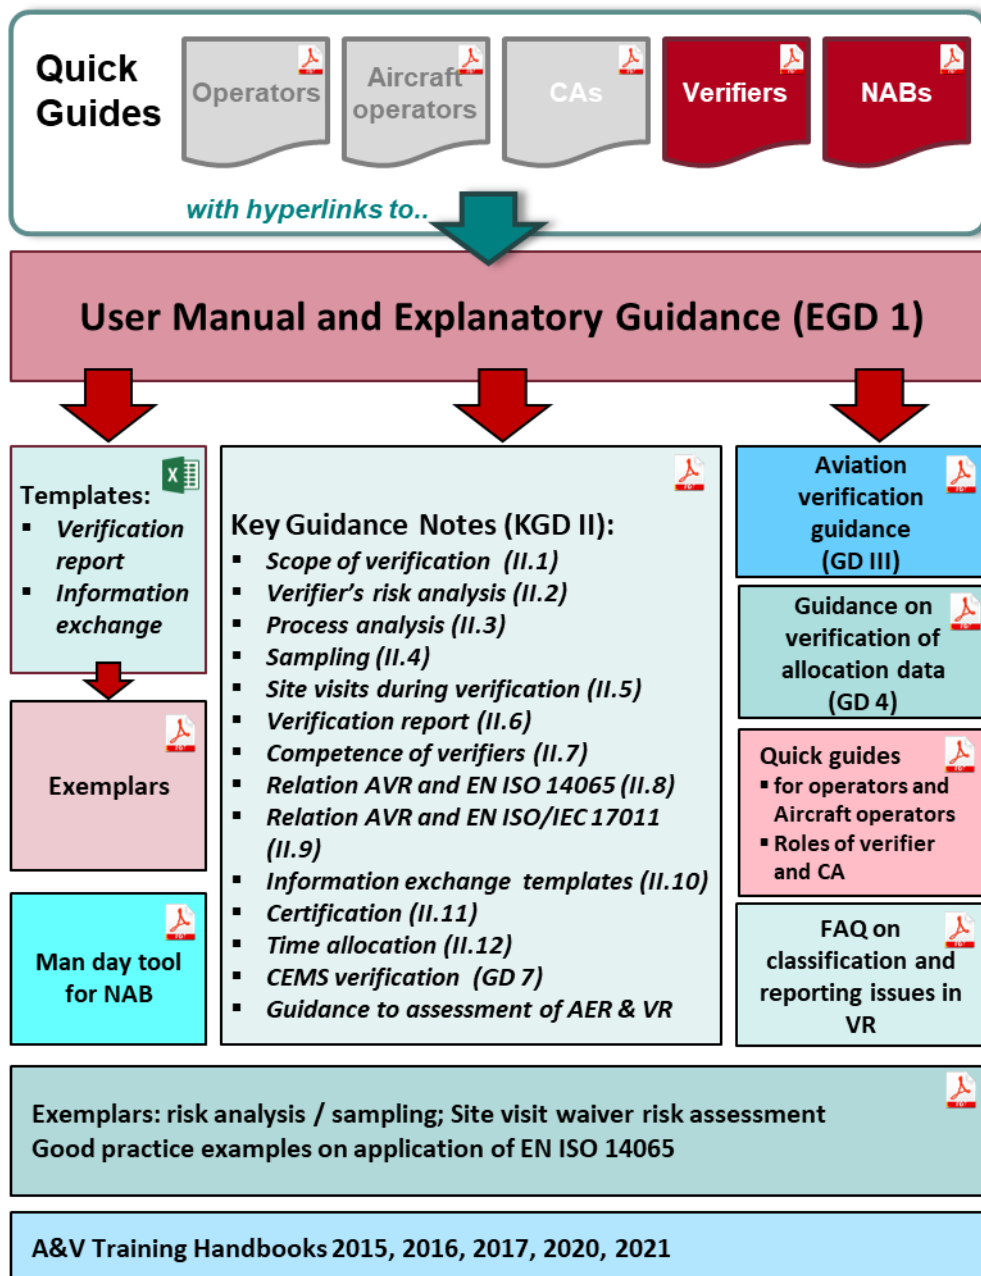 Quick
Guides
Operators
Aircraft
operators
CAs
Verifiers
NABs
with hyperlinks to..
User Manual and Explanatory Guidance (EGD 1)
Templates:
▪ Verification
report
▪ Information
exchange
Exemplars
Man day tool
for NAB
Key Guidance Notes (KGD II):
▪ Scope of verification (II.1)
▪ Verifier's risk analysis (II.2)
▪ Process analysis (II.3)
▪ Sampling (II.4)
▪ Site visits during verification (II.5)
▪ Verification report (II.6)
▪ Competence of verifiers (II.7)
▪ Relation AVR and EN ISO 14065 (II.8)
▪ Relation AVR and EN ISO/IEC 17011
(II.9)
▪ Information exchange templates (II.10)
▪ Certification (II.11)
▪ Time allocation (II.12)
▪ CEMS verification (GD 7)
▪ Guidance to assessment of AER & VR
Aviation
verification
guidance
(GD III)
Guidance on
verification of
allocation data
(GD 4)
Quick guides
▪ for operators and
Aircraft operators
▪ Roles of verifier
and CA
FAQ on
classification and
reporting issues in
VR
Exemplars: risk analysis / sampling; Site visit waiver risk assessment
Good practice examples on application of EN ISO 14065
A&V Training Handbooks 2015, 2016, 2017, 2020, 2021